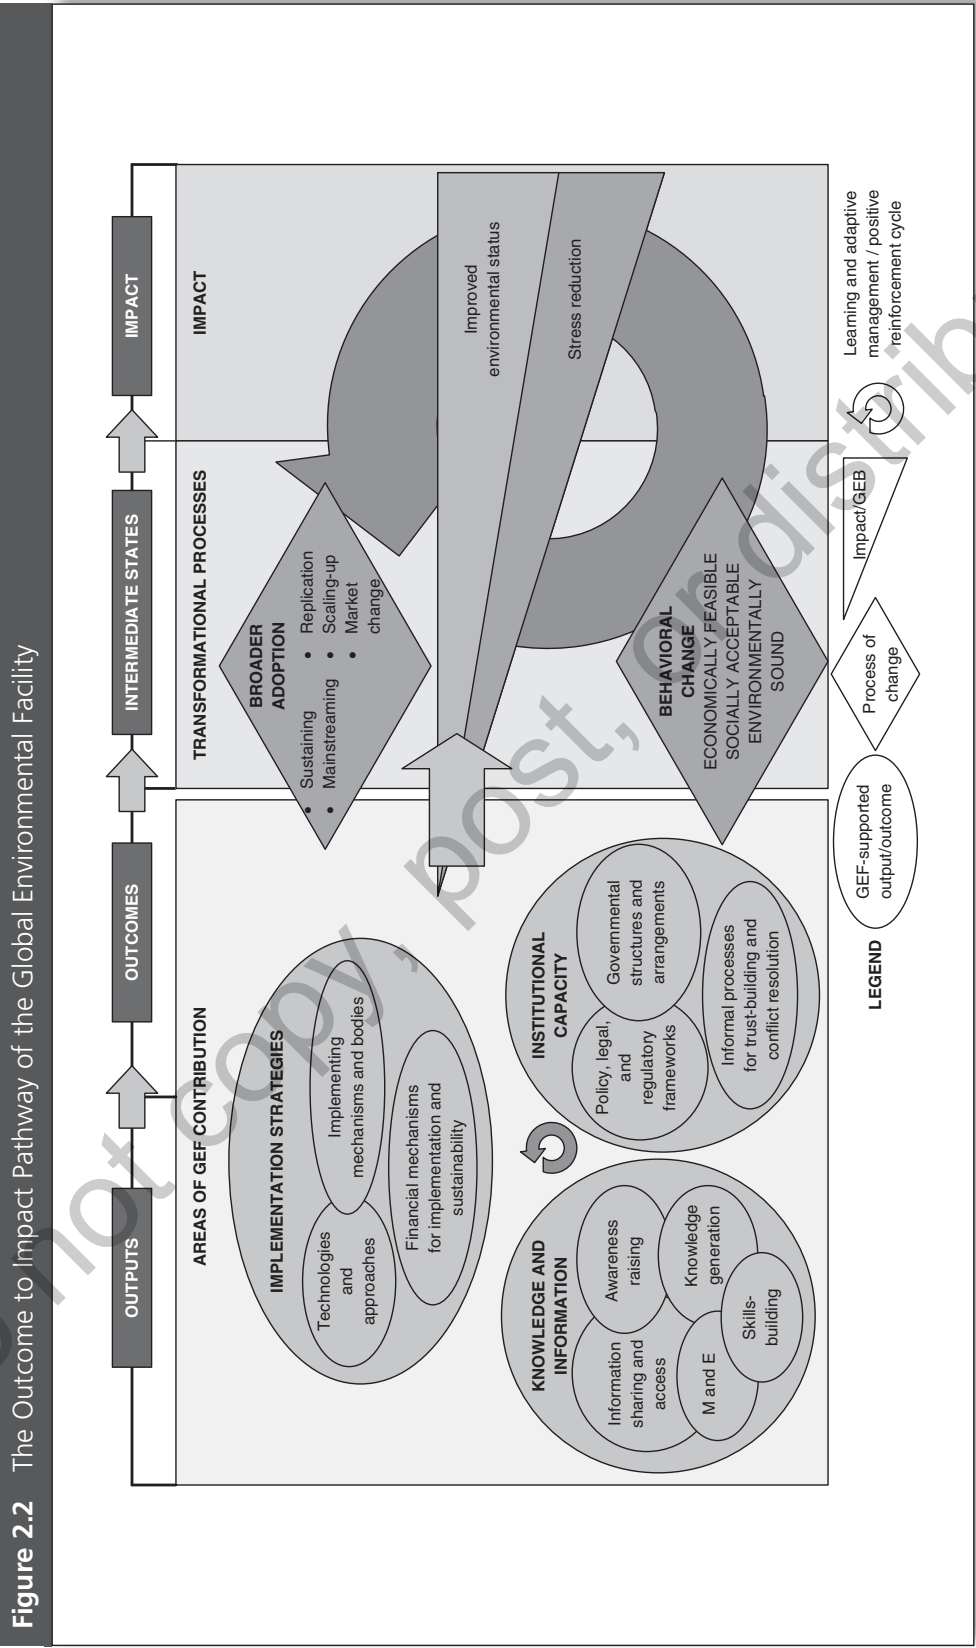 Figure 2.2 The Outcome to Impact Pathway of the Global Environmental Facility
OUTPUTS
OUTCOMES
INTERMEDIATE STATES
IMPACT
AREAS OF GEF CONTRIBUTION
IMPLEMENTATION STRATEGIES
Technologies
and
approaches
Implementing
mechanisms and bodies
Financial mechanisms
for implementation and
sustainability
KNOWLEDGE AND
INFORMATION
Information
sharing and
access
Awareness
raising
M and E
Knowledge
generation
Skills-
building
INSTITUTIONAL
CAPACITY
Policy, legal,
and
regulatory
frameworks
Governmental
structures and
arrangements
Informal processes
for trust-building and
conflict resolution
TRANSFORMATIONAL PROCESSES
BROADER
ADOPTION
• Sustaining
• Mainstreaming
• Replication
• Scaling-up
• Market
change
BEHAVIORAL
CHANGE
ECONOMICALLY FEASIBLE
SOCIALLY ACCEPTABLE
ENVIRONMENTALLY
SOUND
IMPACT
Improved
environmental status
Stress reduction
LEGEND
GEF-supported
output/outcome
Process of
change
Impact/GEB
Learning and adaptive
management / positive
reinforcement cycle
not copy, post, or distrib